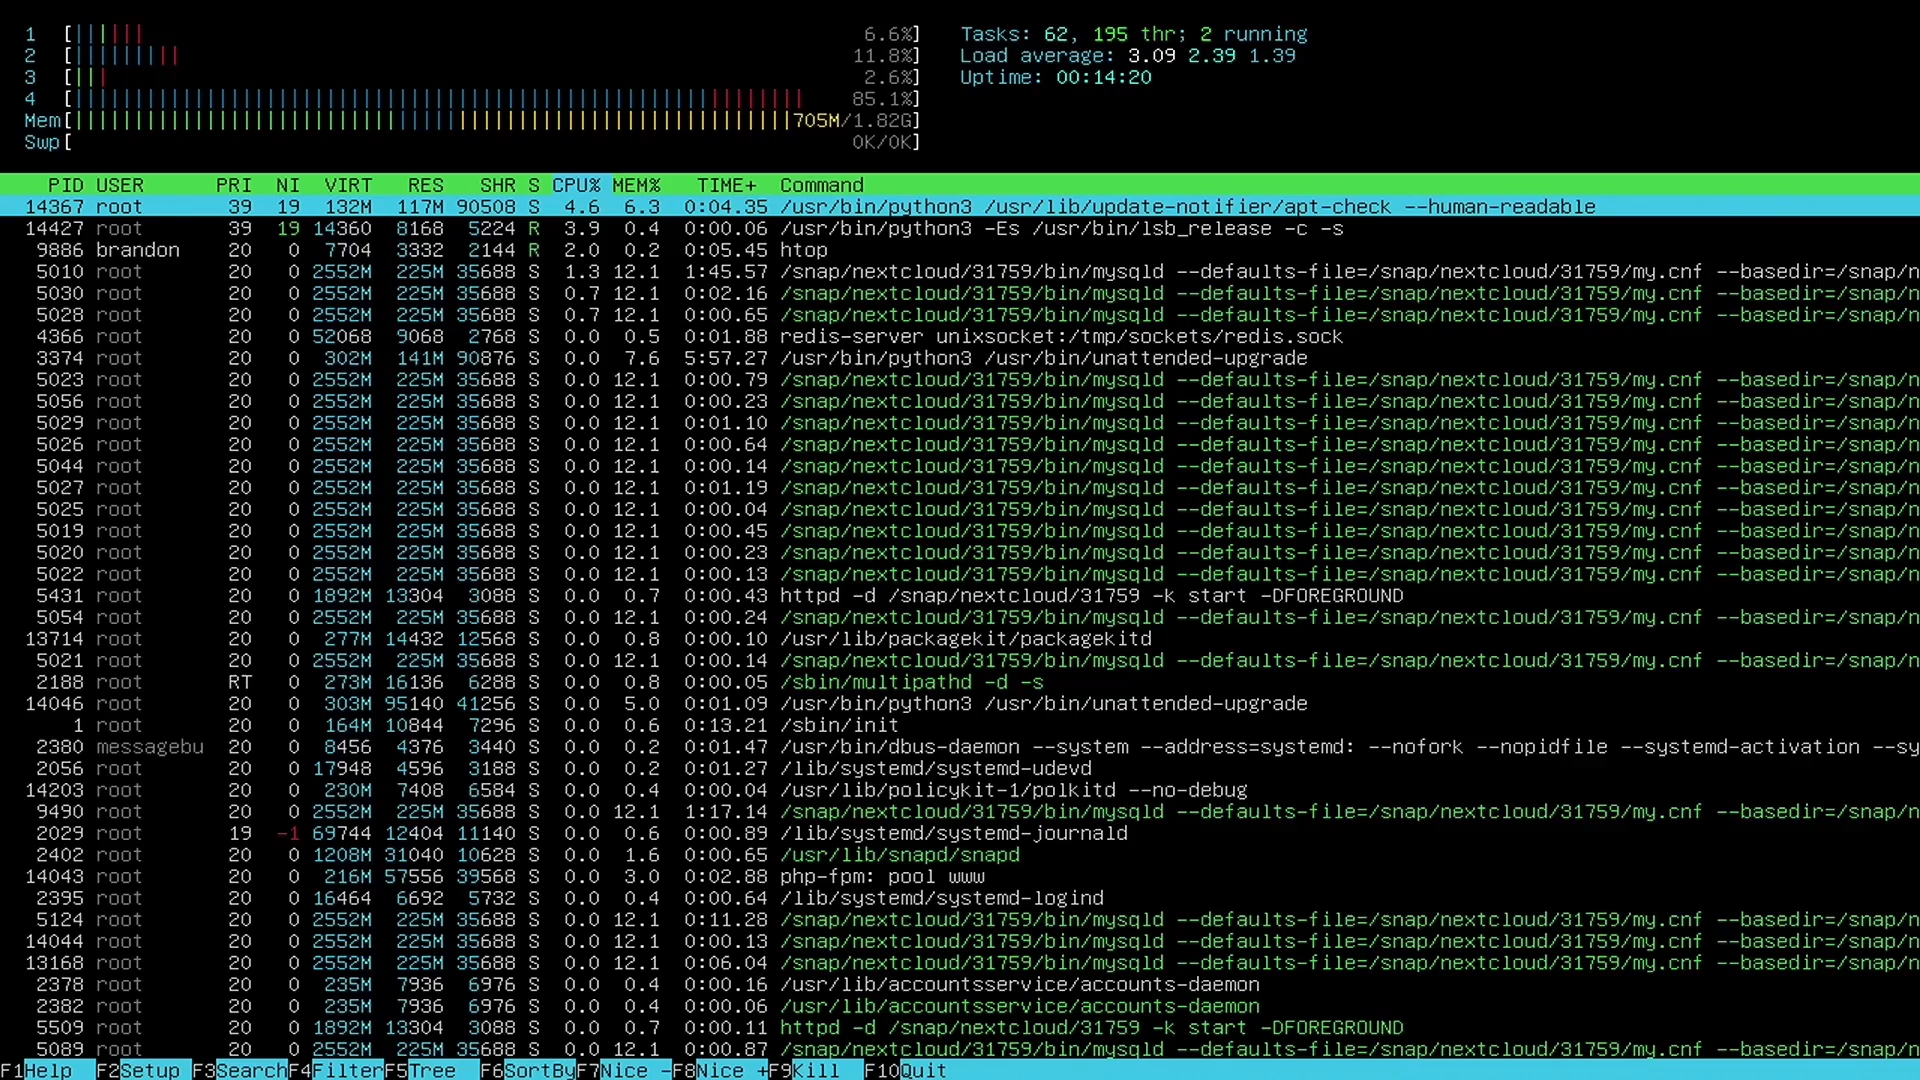 1 [|||||| 6.6%] Tasks: 62, 195 thr; 2 running
2 [||||||||| 11.8%] Load average: 3.09 2.39 1.39
3 [||| 2.6%] Uptime: 00:14:20
4 [||||||||||||||||||||||||||||||||||||||||||||||||||||||||||||| 85.1%]
Mem[||||||||||||||||||||||||||||||||||||||||||||||||||||||||||||705M/1.82G]
Swp[ 0K/0K]
PID USER PRI NI VIRT RES SHR S CPU% MEM% TIME+ Command
14367 root 39 19 132M 117M 90508 S 4.6 6.3 0:04.35 /usr/bin/python3 /usr/lib/update-notifier/apt-check --human-readable
14427 root 39 19 14360 8168 5224 R 3.9 0.4 0:00.06 /usr/bin/python3 -Es /usr/bin/lsb_release -c -s
9886 brandon 20 0 7704 3332 2144 R 2.0 0.2 0:05.45 htop
5010 root 20 0 2552M 225M 35688 S 1.3 12.1 1:45.57 /snap/nextcloud/31759/bin/mysqld --defaults-file=/snap/nextcloud/31759/my.cnf --basedir=/snap/n
5030 root 20 0 2552M 225M 35688 S 0.7 12.1 0:02.16 /snap/nextcloud/31759/bin/mysqld --defaults-file=/snap/nextcloud/31759/my.cnf --basedir=/snap/n
5028 root 20 0 2552M 225M 35688 S 0.7 12.1 0:00.65 /snap/nextcloud/31759/bin/mysqld --defaults-file=/snap/nextcloud/31759/my.cnf --basedir=/snap/n
4366 root 20 0 52068 9068 2768 S 0.0 0.5 0:01.88 redis-server unixsocket:/tmp/sockets/redis.sock
3374 root 20 0 302M 141M 90876 S 0.0 7.6 5:57.27 /usr/bin/python3 /usr/bin/unattended-upgrade
5023 root 20 0 2552M 225M 35688 S 0.0 12.1 0:00.79 /snap/nextcloud/31759/bin/mysqld --defaults-file=/snap/nextcloud/31759/my.cnf --basedir=/snap/n
5056 root 20 0 2552M 225M 35688 S 0.0 12.1 0:00.23 /snap/nextcloud/31759/bin/mysqld --defaults-file=/snap/nextcloud/31759/my.cnf --basedir=/snap/n
5029 root 20 0 2552M 225M 35688 S 0.0 12.1 0:01.10 /snap/nextcloud/31759/bin/mysqld --defaults-file=/snap/nextcloud/31759/my.cnf --basedir=/snap/n
5026 root 20 0 2552M 225M 35688 S 0.0 12.1 0:00.64 /snap/nextcloud/31759/bin/mysqld --defaults-file=/snap/nextcloud/31759/my.cnf --basedir=/snap/n
5044 root 20 0 2552M 225M 35688 S 0.0 12.1 0:00.14 /snap/nextcloud/31759/bin/mysqld --defaults-file=/snap/nextcloud/31759/my.cnf --basedir=/snap/n
5027 root 20 0 2552M 225M 35688 S 0.0 12.1 0:01.19 /snap/nextcloud/31759/bin/mysqld --defaults-file=/snap/nextcloud/31759/my.cnf --basedir=/snap/n
5025 root 20 0 2552M 225M 35688 S 0.0 12.1 0:00.04 /snap/nextcloud/31759/bin/mysqld --defaults-file=/snap/nextcloud/31759/my.cnf --basedir=/snap/n
5019 root 20 0 2552M 225M 35688 S 0.0 12.1 0:00.45 /snap/nextcloud/31759/bin/mysqld --defaults-file=/snap/nextcloud/31759/my.cnf --basedir=/snap/n
5020 root 20 0 2552M 225M 35688 S 0.0 12.1 0:00.23 /snap/nextcloud/31759/bin/mysqld --defaults-file=/snap/nextcloud/31759/my.cnf --basedir=/snap/n
5022 root 20 0 2552M 225M 35688 S 0.0 12.1 0:00.13 /snap/nextcloud/31759/bin/mysqld --defaults-file=/snap/nextcloud/31759/my.cnf --basedir=/snap/n
5431 root 20 0 1892M 13304 3088 S 0.0 0.7 0:00.43 httpd -d /snap/nextcloud/31759 -k start -DFOREGROUND
5054 root 20 0 2552M 225M 35688 S 0.0 12.1 0:00.24 /snap/nextcloud/31759/bin/mysqld --defaults-file=/snap/nextcloud/31759/my.cnf --basedir=/snap/n
13714 root 20 0 277M 14432 12568 S 0.0 0.8 0:00.10 /usr/lib/packagekit/packagekitd
5021 root 20 0 2552M 225M 35688 S 0.0 12.1 0:00.14 /snap/nextcloud/31759/bin/mysqld --defaults-file=/snap/nextcloud/31759/my.cnf --basedir=/snap/n
2188 root RT 0 273M 16136 6288 S 0.0 0.8 0:00.05 /sbin/multipathd -d -s
14046 root 20 0 303M 95140 41256 S 0.0 5.0 0:01.09 /usr/bin/python3 /usr/bin/unattended-upgrade
1 root 20 0 164M 10844 7296 S 0.0 0.6 0:13.21 /sbin/init
2380 messagebu 20 0 8456 4376 3440 S 0.0 0.2 0:01.47 /usr/bin/dbus-daemon --system --address=systemd: --nofork --nopidfile --systemd-activation --sy
2056 root 20 0 17948 4596 3188 S 0.0 0.2 0:01.27 /lib/systemd/systemd-udevd
14203 root 20 0 230M 7408 6584 S 0.0 0.4 0:00.04 /usr/lib/policykit-1/polkitd --no-debug
9490 root 20 0 2552M 225M 35688 S 0.0 12.1 1:17.14 /snap/nextcloud/31759/bin/mysqld --defaults-file=/snap/nextcloud/31759/my.cnf --basedir=/snap/n
2029 root 19 -1 69744 12404 11140 S 0.0 0.6 0:00.89 /lib/systemd/systemd-journald
2402 root 20 0 1208M 31040 10628 S 0.0 1.6 0:00.65 /usr/lib/snapd/snapd
14043 root 20 0 216M 57556 39568 S 0.0 3.0 0:02.88 php-fpm: pool www
2395 root 20 0 16464 6692 5732 S 0.0 0.4 0:00.64 /lib/systemd/systemd-logind
5124 root 20 0 2552M 225M 35688 S 0.0 12.1 0:11.28 /snap/nextcloud/31759/bin/mysqld --defaults-file=/snap/nextcloud/31759/my.cnf --basedir=/snap/n
14044 root 20 0 2552M 225M 35688 S 0.0 12.1 0:00.13 /snap/nextcloud/31759/bin/mysqld --defaults-file=/snap/nextcloud/31759/my.cnf --basedir=/snap/n
13168 root 20 0 2552M 225M 35688 S 0.0 12.1 0:06.04 /snap/nextcloud/31759/bin/mysqld --defaults-file=/snap/nextcloud/31759/my.cnf --basedir=/snap/n
2378 root 20 0 235M 7936 6976 S 0.0 0.4 0:00.16 /usr/lib/accountsservice/accounts-daemon
2382 root 20 0 235M 7936 6976 S 0.0 0.4 0:00.06 /usr/lib/accountsservice/accounts-daemon
5509 root 20 0 1892M 13304 3088 S 0.0 0.7 0:00.11 httpd -d /snap/nextcloud/31759 -k start -DFOREGROUND
5089 root 20 0 2552M 225M 35688 S 0.0 12.1 0:00.87 /snap/nextcloud/31759/bin/mysqld --defaults-file=/snap/nextcloud/31759/my.cnf --basedir=/snap/n
F1Help F2Setup F3SearchF4FilterF5Tree F6SortByF7Nice -F8Nice +F9Kill F10Quit